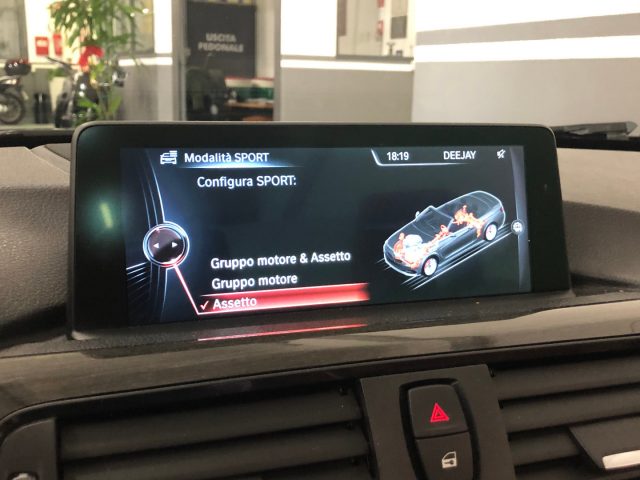 USCITA
PEDONALE
Modalità SPORT
18:19
DEEJAY
Configura SPORT:
Gruppo motore & Assetto
Gruppo motore
✓ Assetto